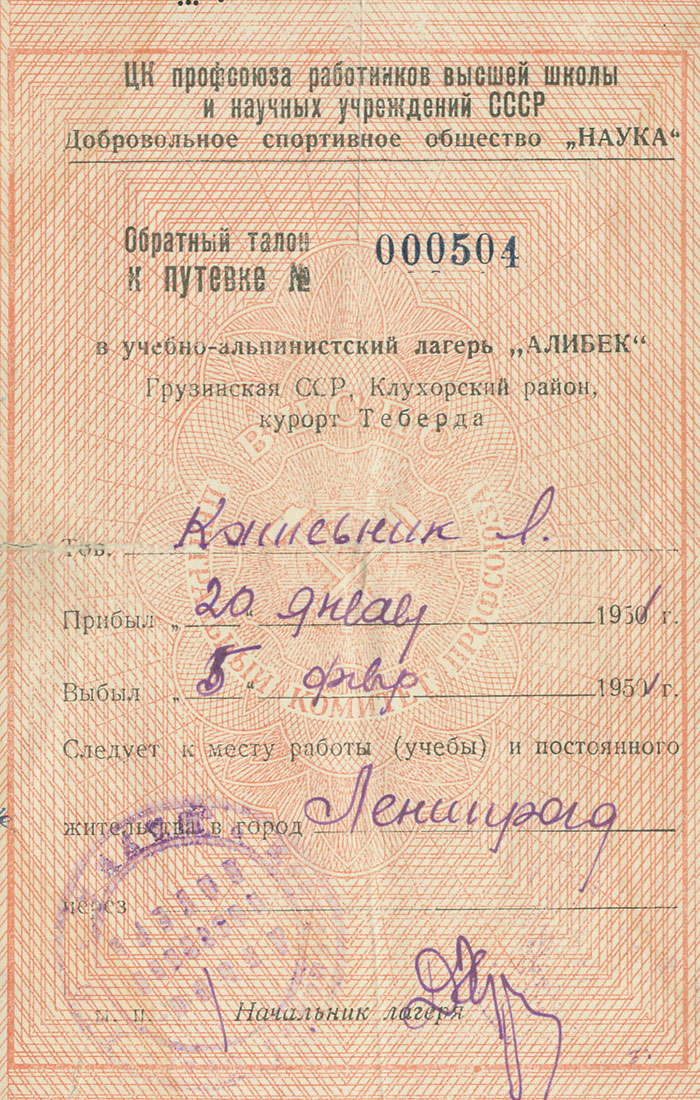 ЦК профсоюза работников высшей школы
и научных учреждений СССР
Добровольное спортивное общество „НАУКА“
Обратный талон
к путевке № 000504
в учебно-альпинистский лагерь „АЛИБЕК“
Грузинская ССР, Клухорский район,
курорт Теберда
Тов. Л.
Прибыл „20“ январ 1951 г.
Выбыл „5“ февр 1951 г.
Следует к месту работы (учебы) и постоянного
жительства в город Ленинград
через
м. п. Начальник лагеря